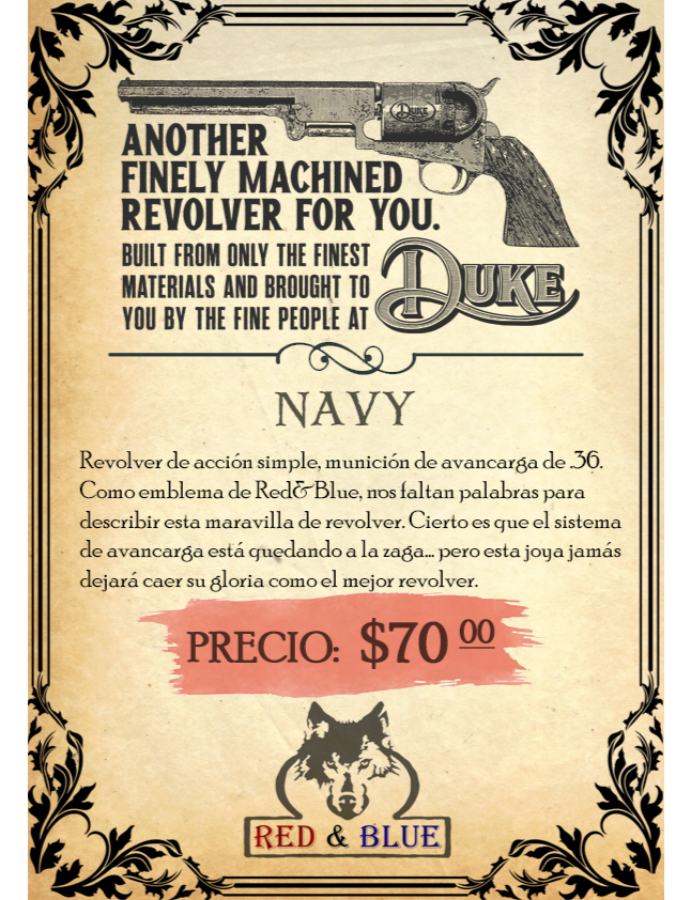 DUKE
ANOTHER
FINELY MACHINED
REVOLVER FOR YOU.
BUILT FROM ONLY THE FINEST
MATERIALS AND BROUGHT TO
YOU BY THE FINE PEOPLE AT
DUKE
NAVY
Revolver de acción simple, munición de avancarga de .36.
Como emblema de Red&Blue, nos faltan palabras para
describir esta maravilla de revolver. Cierto es que el sistema
de avancarga está quedando a la zaga... pero esta joya jamás
dejará caer su gloria como el mejor revolver.
PRECIO: $70 00
RED & BLUE